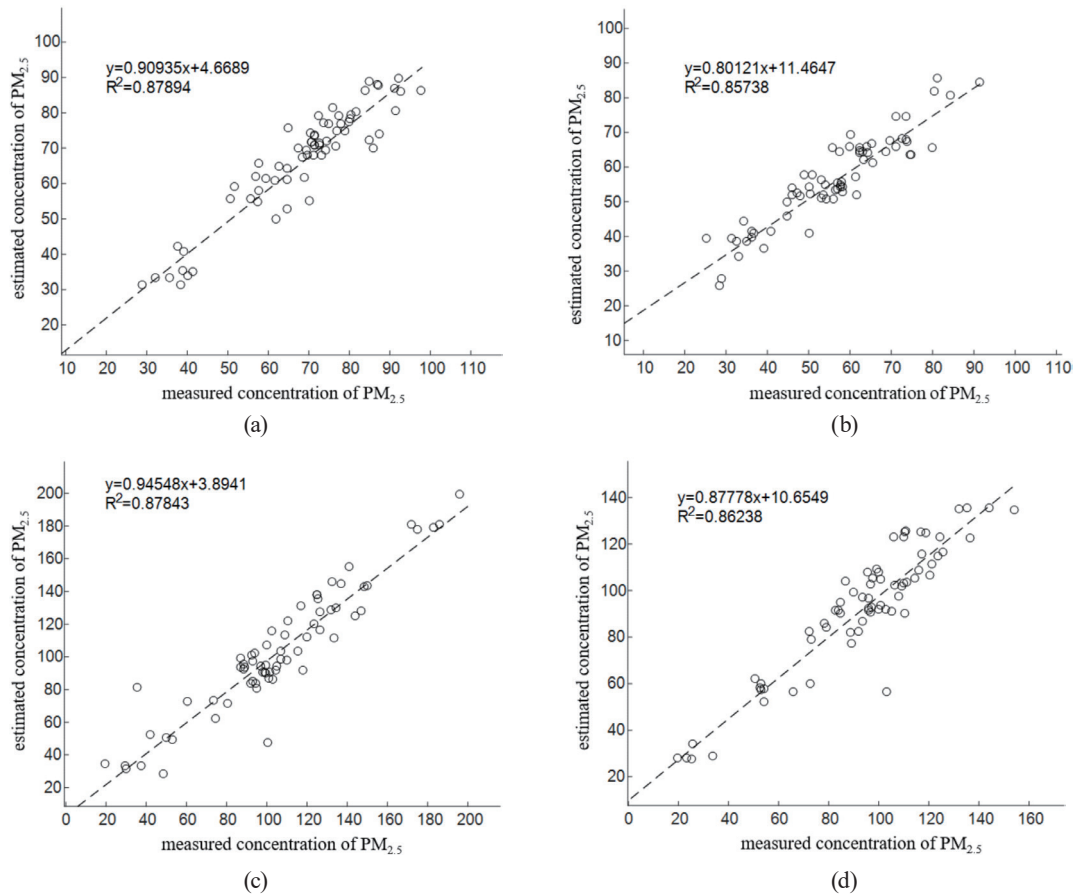 100
90
80
70
60
50
40
30
20
estimated concentration of PM2.5
y=0.90935x+4.6689
R2=0.87894
10 20 30 40 50 60 70 80 90 100 110
measured concentration of PM2.5
(a)
100
90
80
70
60
50
40
30
20
10
estimated concentration of PM2.5
y=0.80121x+11.4647
R2=0.85738
10 20 30 40 50 60 70 80 90 100 110
measured concentration of PM2.5
(b)
200
180
160
140
120
100
80
60
40
20
estimated concentration of PM2.5
y=0.94548x+3.8941
R2=0.87843
0 20 40 60 80 100 120 140 160 180 200
measured concentration of PM2.5
(c)
140
120
100
80
60
40
20
estimated concentration of PM2.5
y=0.87778x+10.6549
R2=0.86238
0 20 40 60 80 100 120 140 160
measured concentration of PM2.5
(d)